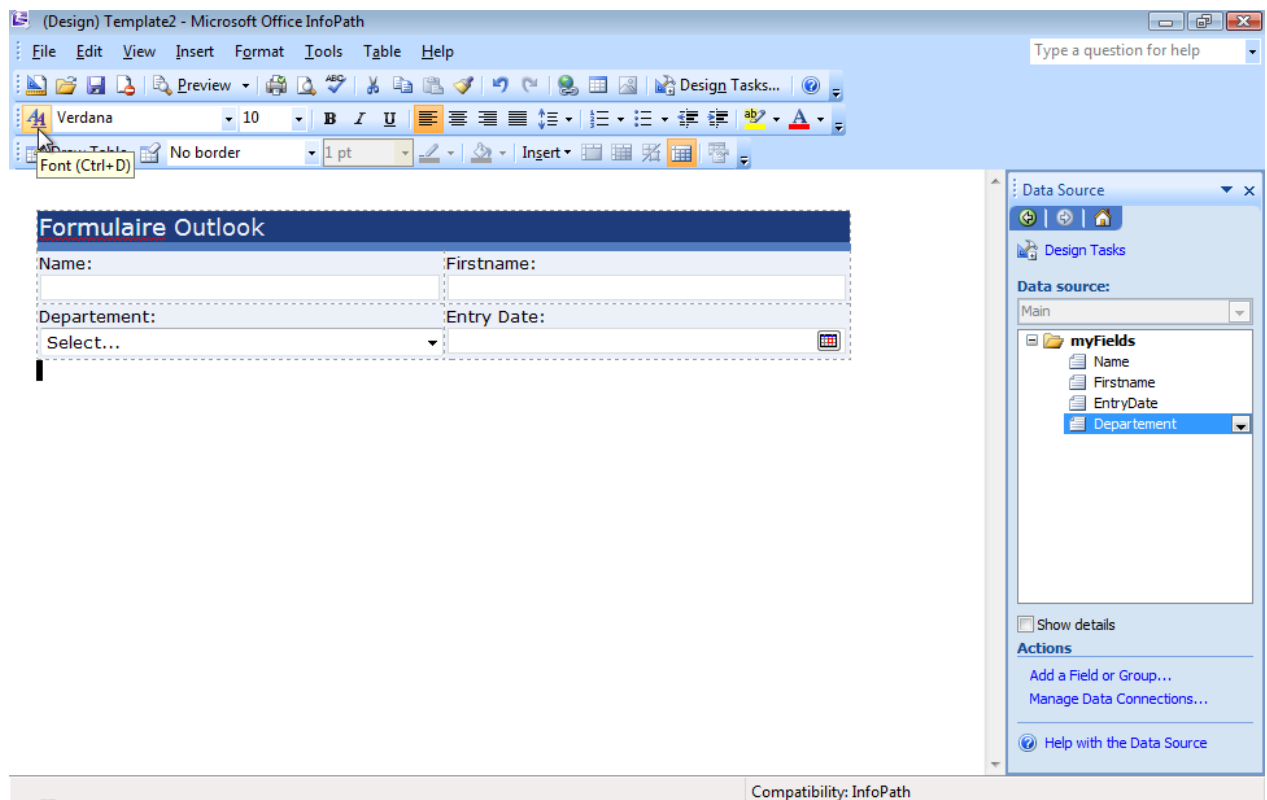 (Design) Template2 - Microsoft Office InfoPath
File Edit View Insert Format Tools Table Help
Type a question for help
Preview
Design Tasks...
Verdana 10 B I U
Draw Table No border 1 pt Insert
Font (Ctrl+D)
Formulaire Outlook
Name: Firstname:
Departement: Entry Date:
Select...
Data Source
Design Tasks
Data source:
Main
myFields
Name
Firstname
EntryDate
Departement
Show details
Actions
Add a Field or Group...
Manage Data Connections...
Help with the Data Source
Compatibility: InfoPath